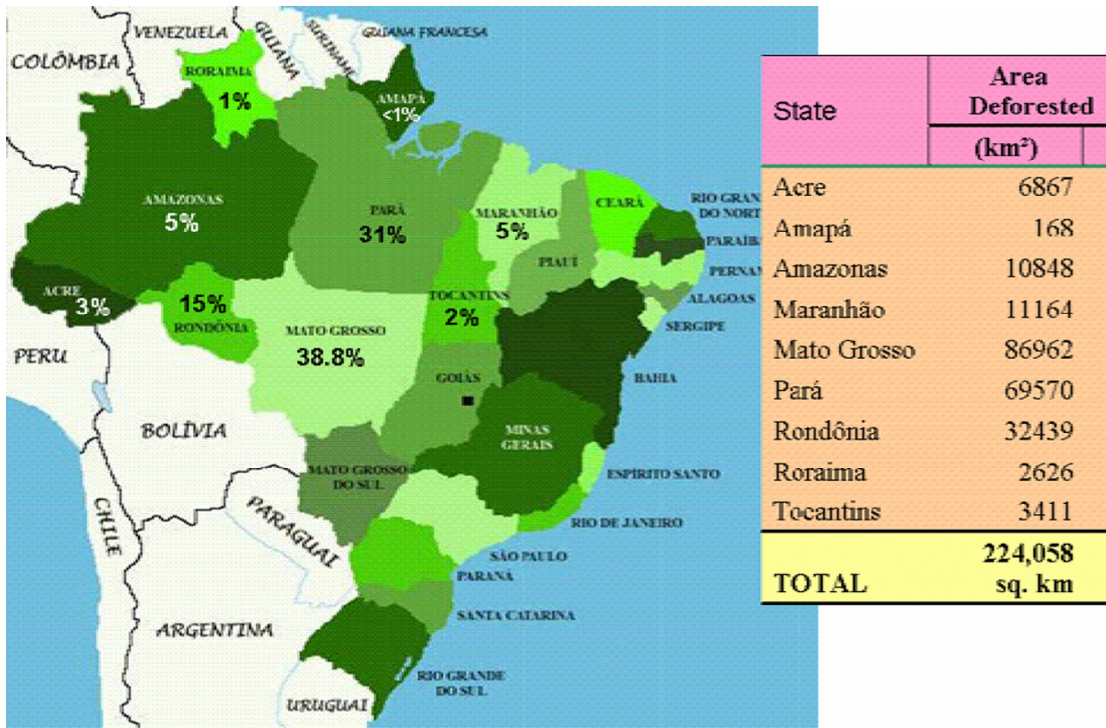 VENEZUELA
GUIANA
SURINAME
GUIANA FRANCESA
COLÔMBIA
RORAIMA
1%
AMAPÁ
<1%
AMAZONAS
5%
PARÁ
31%
MARANHÃO
5%
CEARÁ
RIO GRAN
DO NORT
PARAÍB
PIAUÍ
PERNAM
ALAGOAS
SERGIPE
ACRE
3%
15%
RONDÔNIA
TOCANTINS
2%
MATO GROSSO
38.8%
PERU
GOIÁS
BAHIA
BOLÍVIA
MINAS
GERAIS
MATO GROSSO
DO SUL
ESPÍRITO SANTO
PARAGUAI
RIO DE JANEIRO
CHILE
SÃO PAULO
PARANÁ
SANTA CATARINA
ARGENTINA
RIO GRANDE
DO SUL
URUGUAI
State Area
Deforested
(km²)
Acre 6867
Amapá 168
Amazonas 10848
Maranhão 11164
Mato Grosso 86962
Pará 69570
Rondônia 32439
Roraima 2626
Tocantins 3411
TOTAL 224,058
sq. km